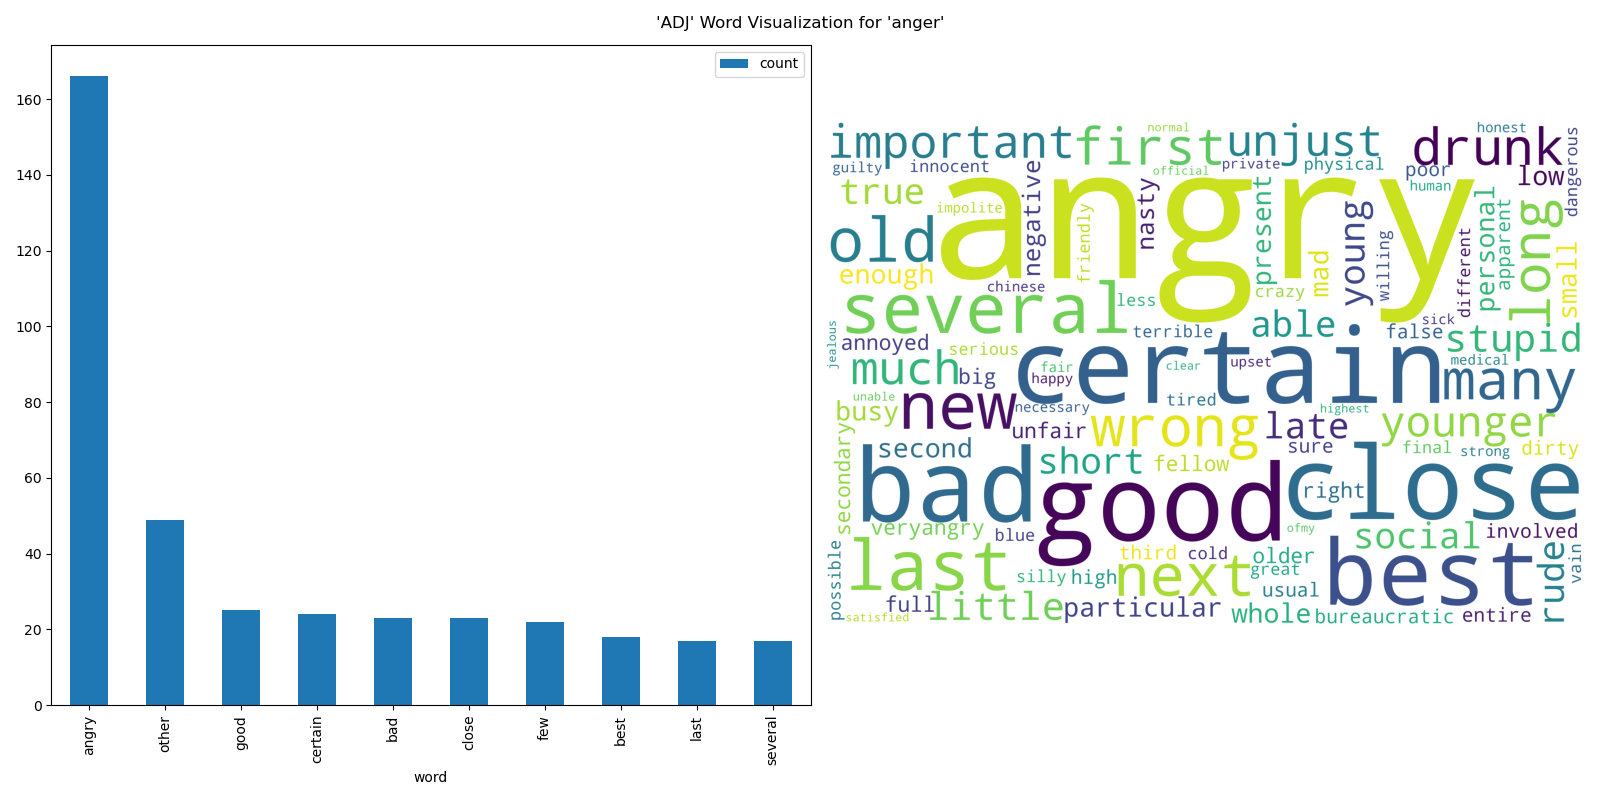 'ADJ' Word Visualization for 'anger'
count
160
140
120
100
80
60
40
20
0
angry
other
good
certain
bad
close
few
best
last
several
word
important
first
normal
unjust
drunk
honest
dangerous
guilty
innocent
official
private
physical
poor
low
human
true
impolite
negative
friendly
nasty
angry
present
young
willing
mad
personal
apparent
different
long
small
old
enough
chinese
several
less
crazy
able
sick
false
stupid
jealous
annoyed
serious
terrible
certain
medical
much
big
fair
happy
clear
upset
many
unable
busy
new
necessary
tired
highest
younger
secondary
second
unfair
wrong
late
sure
final
strong
dirty
bad
short
fellow
good
close
right
veryangry
blue
ofmy
social
involved
possible
last
silly
high
third
cold
next
older
great
usual
best
rude
vain
satisfied
full
little
particular
whole
bureaucratic
entire